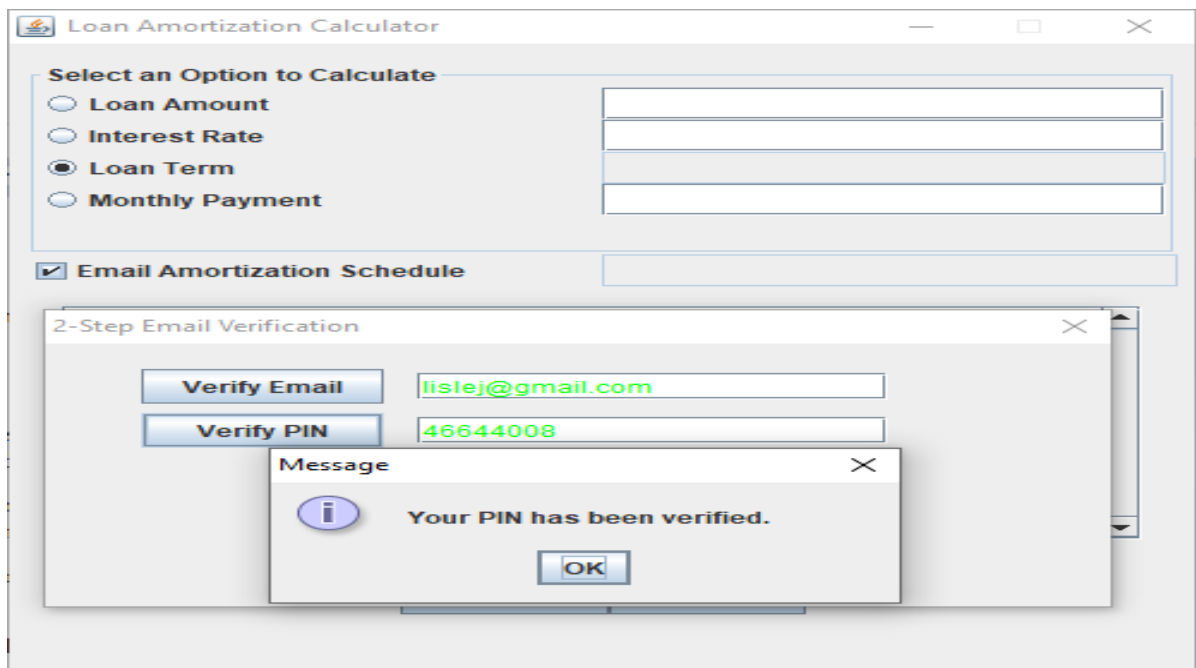 Loan Amortization Calculator
Select an Option to Calculate
Loan Amount
Interest Rate
Loan Term
Monthly Payment
Email Amortization Schedule
2-Step Email Verification
Verify Email lislej@gmail.com
Verify PIN 46644008
Message
Your PIN has been verified.
OK